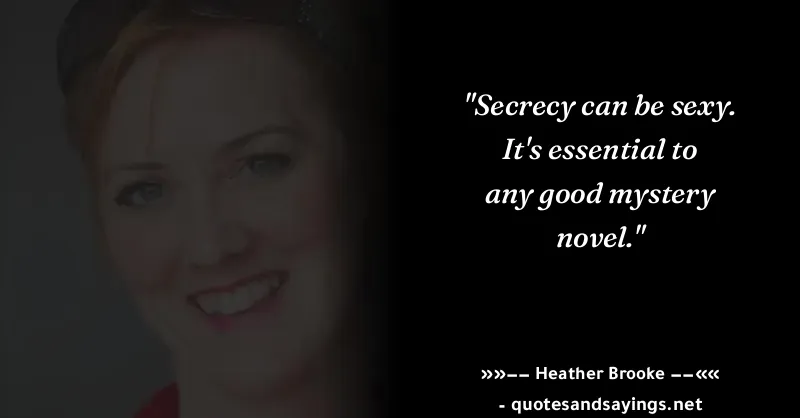 "Secrecy can be sexy.
It's essential to
any good mystery
novel."
»»−− Heather Brooke −−««
- quotesandsayings.net